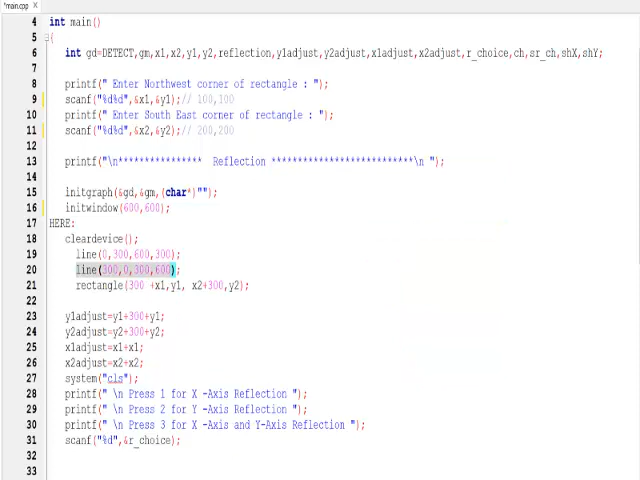 *main.cpp X
4 int main()
5 {
6 int gd=DETECT,gm,x1,x2,y1,y2,reflection,y1adjust,y2adjust,x1adjust,x2adjust,r_choice,ch,sr_ch,shX,shY;
7
8 printf(" Enter Northwest corner of rectangle : ");
9 scanf("%d%d",&x1,&y1);// 100,100
10 printf(" Enter South East corner of rectangle : ");
11 scanf("%d%d",&x2,&y2);// 200,200
12
13 printf("\n**************** Reflection ***************************\n ");
14
15 initgraph(&gd,&gm,(char*)"");
16 initwindow(600,600);
17 HERE:
18 cleardevice();
19 line(0,300,600,300);
20 line(300,0,300,600);
21 rectangle(300 +x1,y1, x2+300,y2);
22
23 y1adjust=y1+300+y1;
24 y2adjust=y2+300+y2;
25 x1adjust=x1+x1;
26 x2adjust=x2+x2;
27 system("cls");
28 printf(" \n Press 1 for X -Axis Reflection ");
29 printf(" \n Press 2 for Y -Axis Reflection ");
30 printf(" \n Press 3 for X -Axis and Y-Axis Reflection ");
31 scanf("%d",&r_choice);
32
33